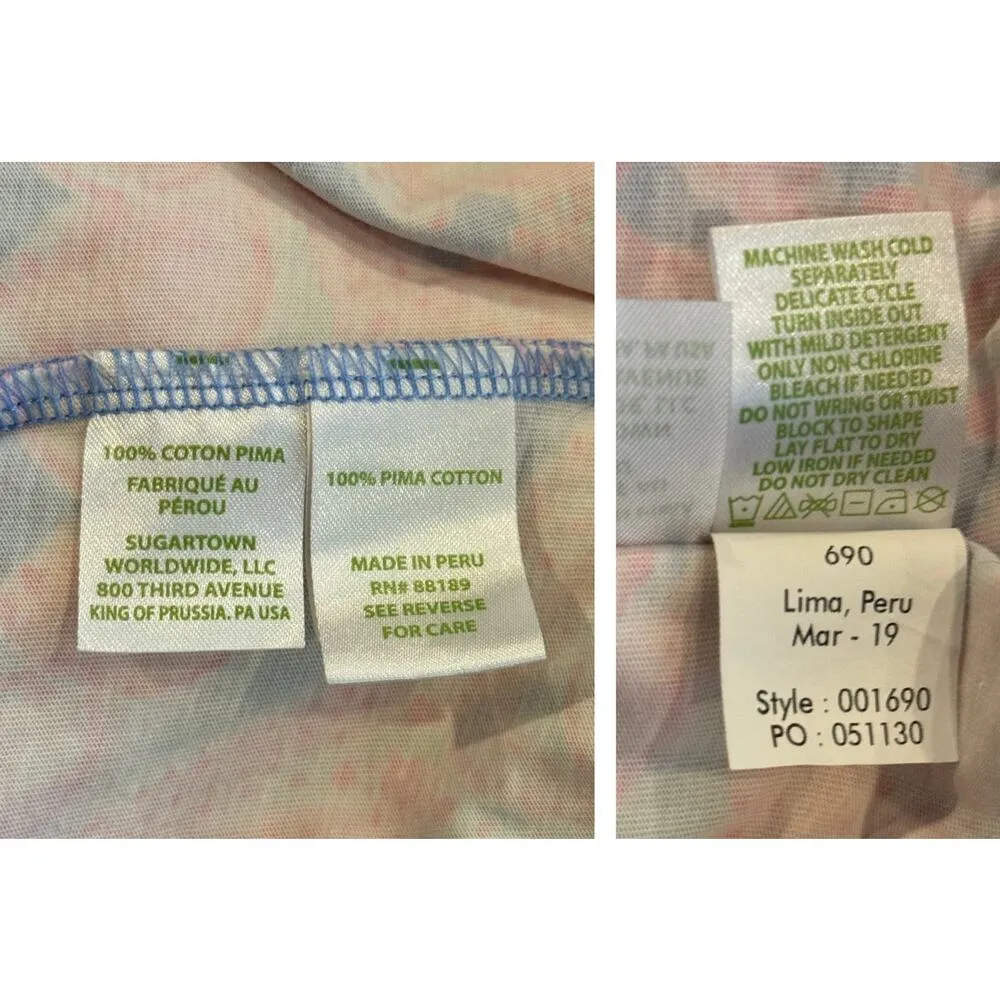 100% COTON PIMA
FABRIQUÉ AU
PÉROU
SUGARTOWN
WORLDWIDE, LLC
800 THIRD AVENUE
KING OF PRUSSIA. PA USA
100% PIMA COTTON
MADE IN PERU
RN# 88189
SEE REVERSE
FOR CARE
MACHINE WASH COLD
SEPARATELY
DELICATE CYCLE
TURN INSIDE OUT
WITH MILD DETERGENT
ONLY NON-CHLORINE
BLEACH IF NEEDED
DO NOT WRING OR TWIST
BLOCK TO SHAPE
LAY FLAT TO DRY
LOW IRON IF NEEDED
DO NOT DRY CLEAN
690
Lima, Peru
Mar - 19
Style : 001690
PO : 051130